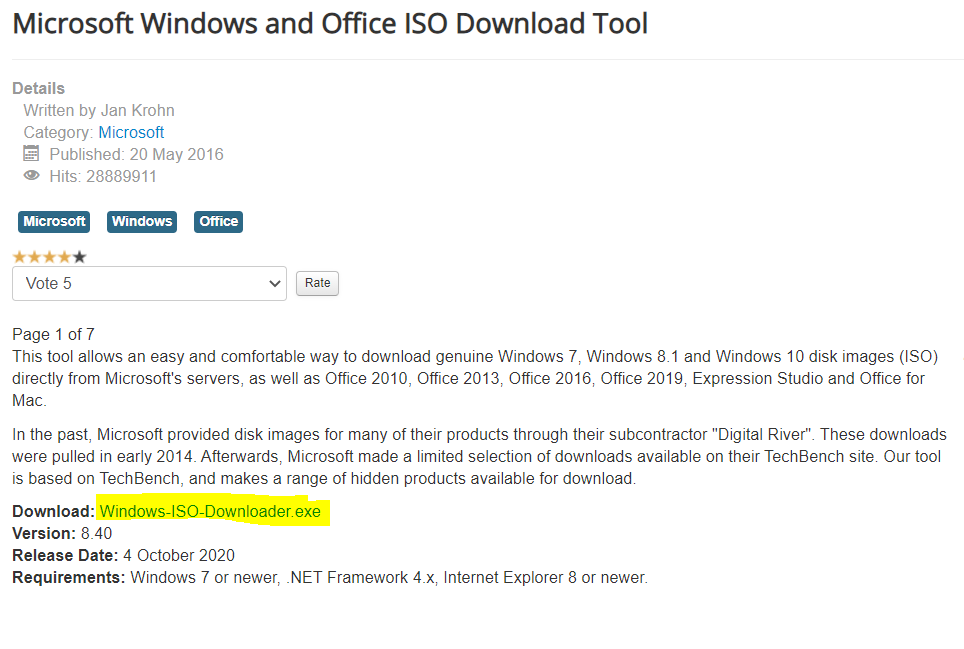 Microsoft Windows and Office ISO Download Tool
Details
Written by Jan Krohn
Category: Microsoft
Published: 20 May 2016
Hits: 28889911
Microsoft Windows Office
Vote 5 Rate
Page 1 of 7
This tool allows an easy and comfortable way to download genuine Windows 7, Windows 8.1 and Windows 10 disk images (ISO)
directly from Microsoft's servers, as well as Office 2010, Office 2013, Office 2016, Office 2019, Expression Studio and Office for
Mac.
In the past, Microsoft provided disk images for many of their products through their subcontractor "Digital River". These downloads
were pulled in early 2014. Afterwards, Microsoft made a limited selection of downloads available on their TechBench site. Our tool
is based on TechBench, and makes a range of hidden products available for download.
Download: Windows-ISO-Downloader.exe
Version: 8.40
Release Date: 4 October 2020
Requirements: Windows 7 or newer, .NET Framework 4.x, Internet Explorer 8 or newer.